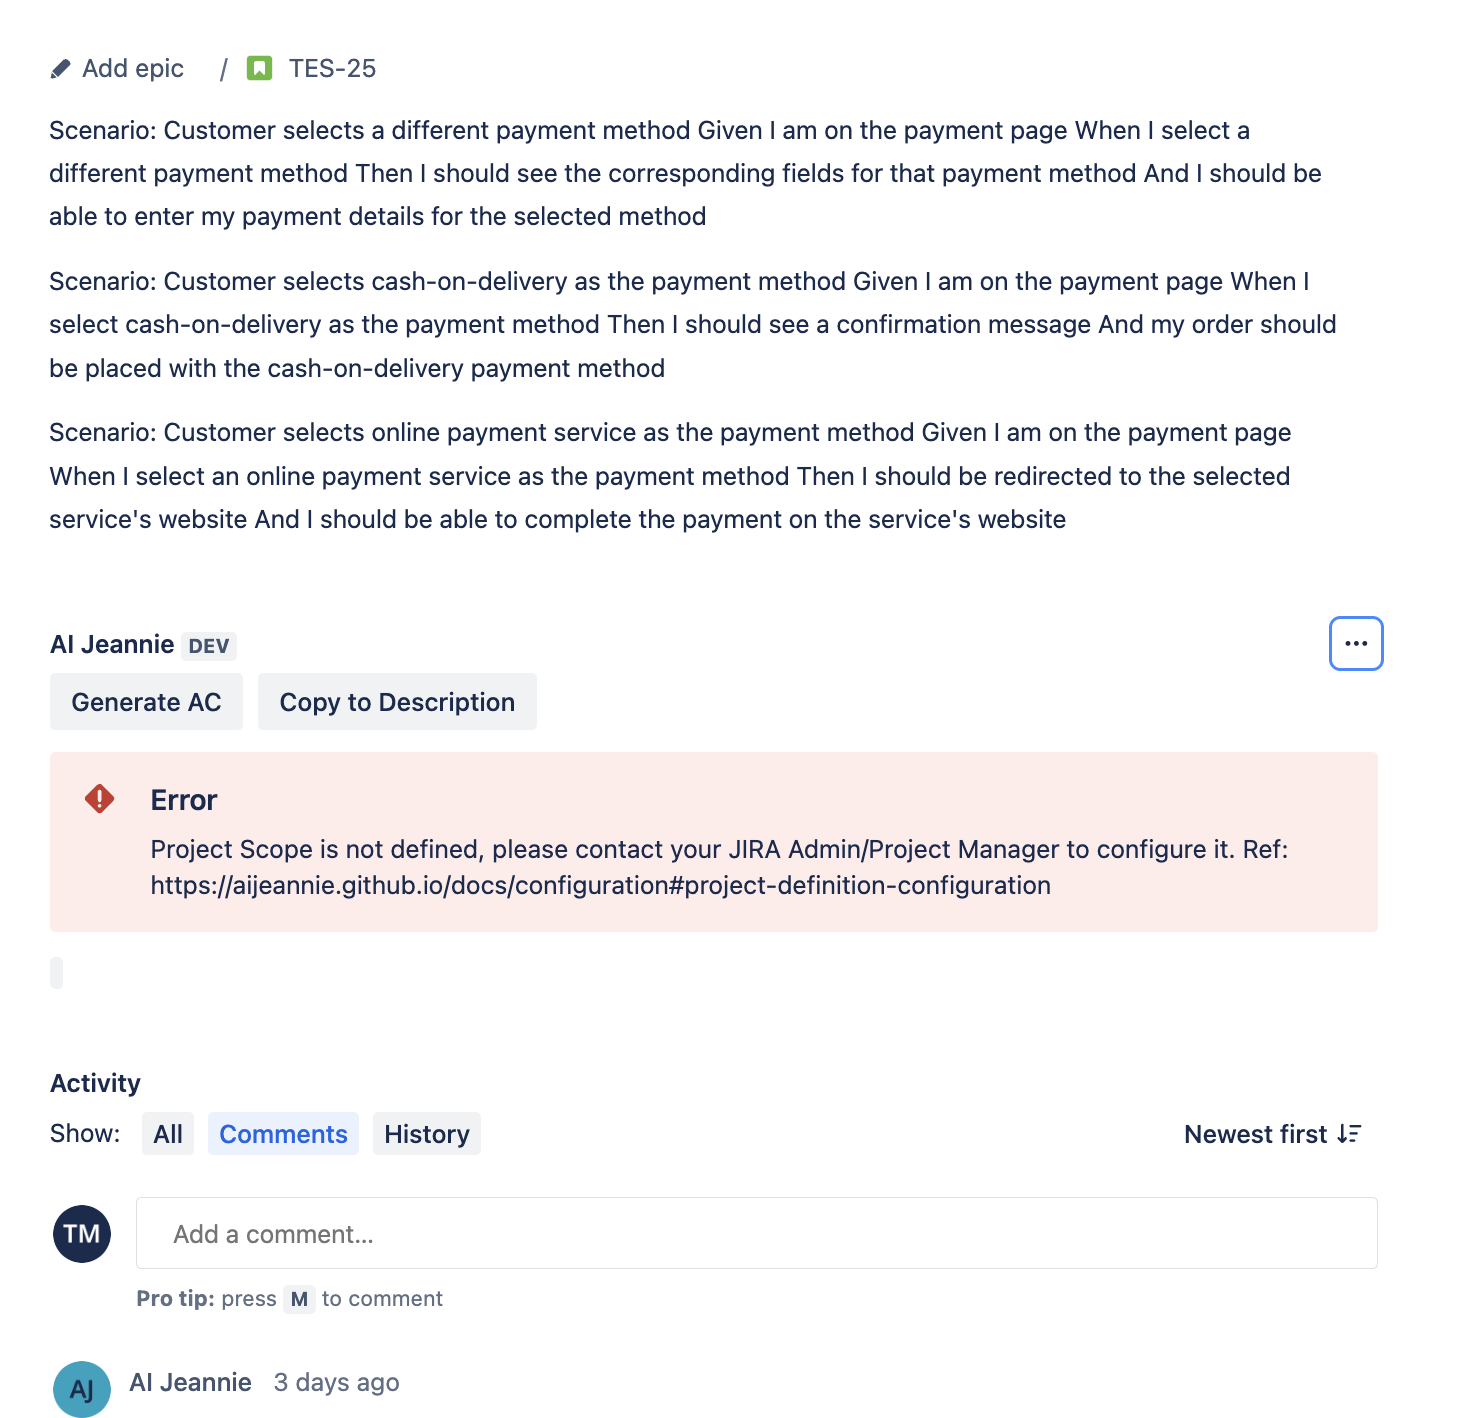 Add epic / TES-25
Scenario: Customer selects a different payment method Given I am on the payment page When I select a
different payment method Then I should see the corresponding fields for that payment method And I should be
able to enter my payment details for the selected method
Scenario: Customer selects cash-on-delivery as the payment method Given I am on the payment page When I
select cash-on-delivery as the payment method Then I should see a confirmation message And my order should
be placed with the cash-on-delivery payment method
Scenario: Customer selects online payment service as the payment method Given I am on the payment page
When I select an online payment service as the payment method Then I should be redirected to the selected
service's website And I should be able to complete the payment on the service's website
AI Jeannie DEV
Generate AC Copy to Description
Error
Project Scope is not defined, please contact your JIRA Admin/Project Manager to configure it. Ref:
https://aijeannie.github.io/docs/configuration#project-definition-configuration
Activity
Show: All Comments History Newest first
TM Add a comment...
Pro tip: press M to comment
AJ AI Jeannie 3 days ago